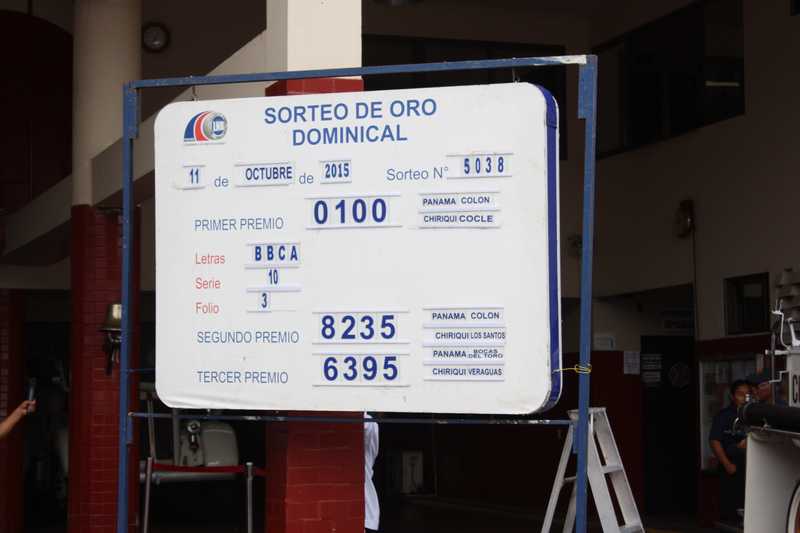 SORTEO DE ORO
DOMINICAL
11 de OCTUBRE de 2015 Sorteo N° 5038
PRIMER PREMIO 0100 PANAMA COLON
CHIRIQUI COCLE
Letras BBCA
Serie 10
Folio 3
SEGUNDO PREMIO 8235 PANAMA COLON
CHIRIQUI LOS SANTOS
TERCER PREMIO 6395 PANAMA BOCAS DEL TORO
CHIRIQUI VERAGUAS